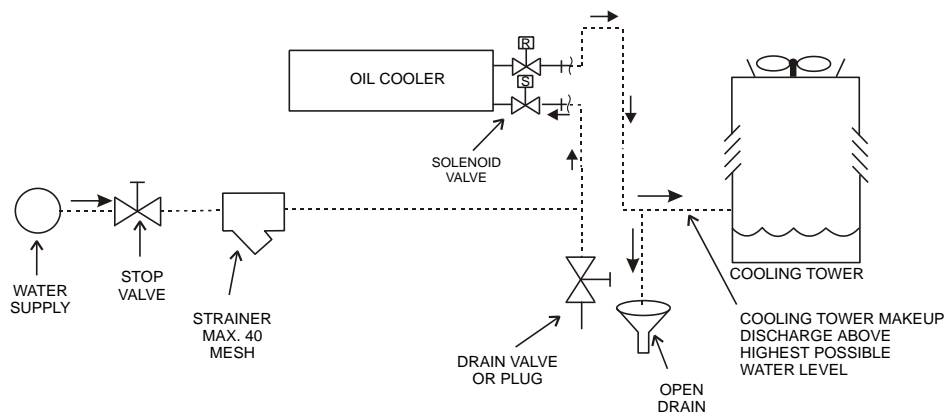 R
OIL COOLER
S
SOLENOID
VALVE
WATER
SUPPLY
STOP
VALVE
STRAINER
MAX. 40
MESH
DRAIN VALVE
OR PLUG
OPEN
DRAIN
COOLING TOWER
COOLING TOWER MAKEUP
DISCHARGE ABOVE
HIGHEST POSSIBLE
WATER LEVEL